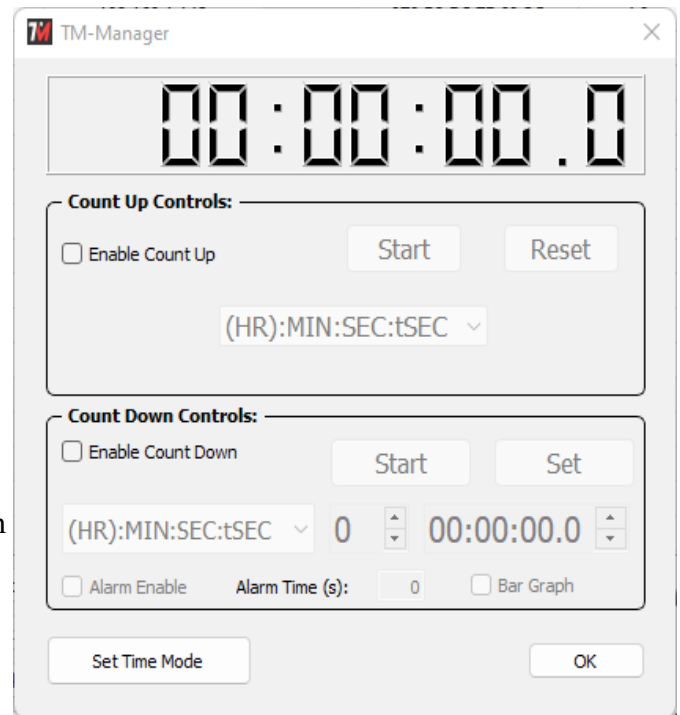 TM-Manager
00:00:00.0
Count Up Controls:
Enable Count Up
Start
Reset
(HR):MIN:SEC:tSEC
Count Down Controls:
Enable Count Down
Start
Set
(HR):MIN:SEC:tSEC
0
00:00:00.0
Alarm Enable
Alarm Time (s):
0
Bar Graph
Set Time Mode
OK